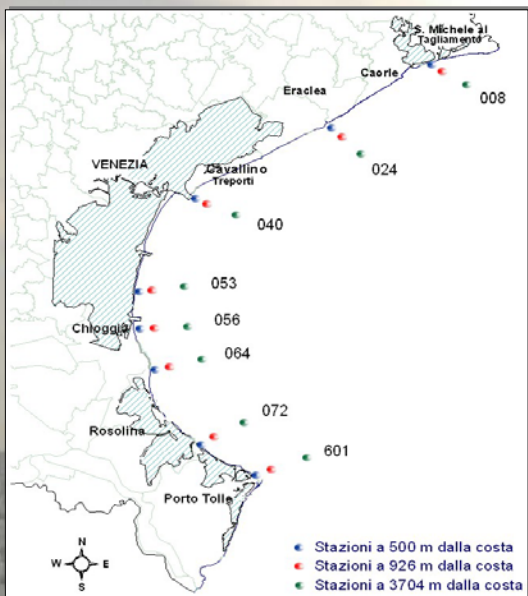 S. Michele al
Tagliamento
Caorle
008
Eraclea
024
VENEZIA
Cavallino
Treporti
040
053
056
Chioggia
064
072
Rosolina
601
Porto Tolle
N
W E
S
Stazioni a 500 m dalla costa
Stazioni a 926 m dalla costa
Stazioni a 3704 m dalla costa